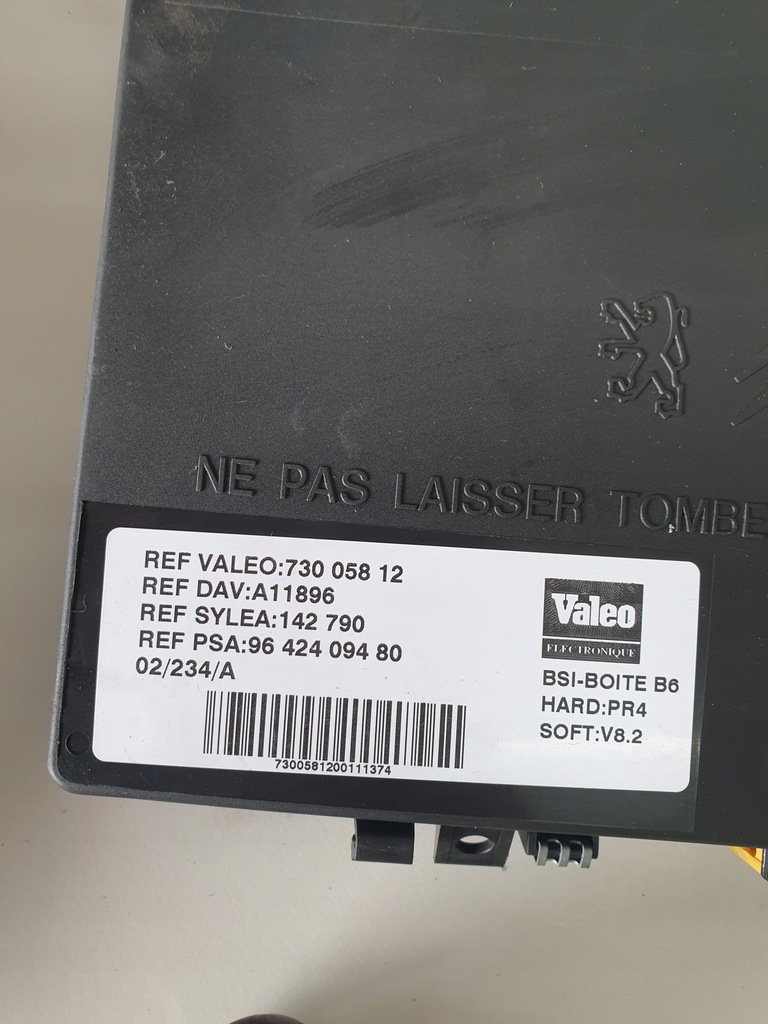 NE PAS LAISSER TOMBE
REF VALEO:730 058 12
REF DAV:A11896
REF SYLEA:142 790
REF PSA:96 424 094 80
02/234/A
7300581200111374
Valeo
ELECTRONIQUE
BSI-BOITE B6
HARD:PR4
SOFT:V8.2